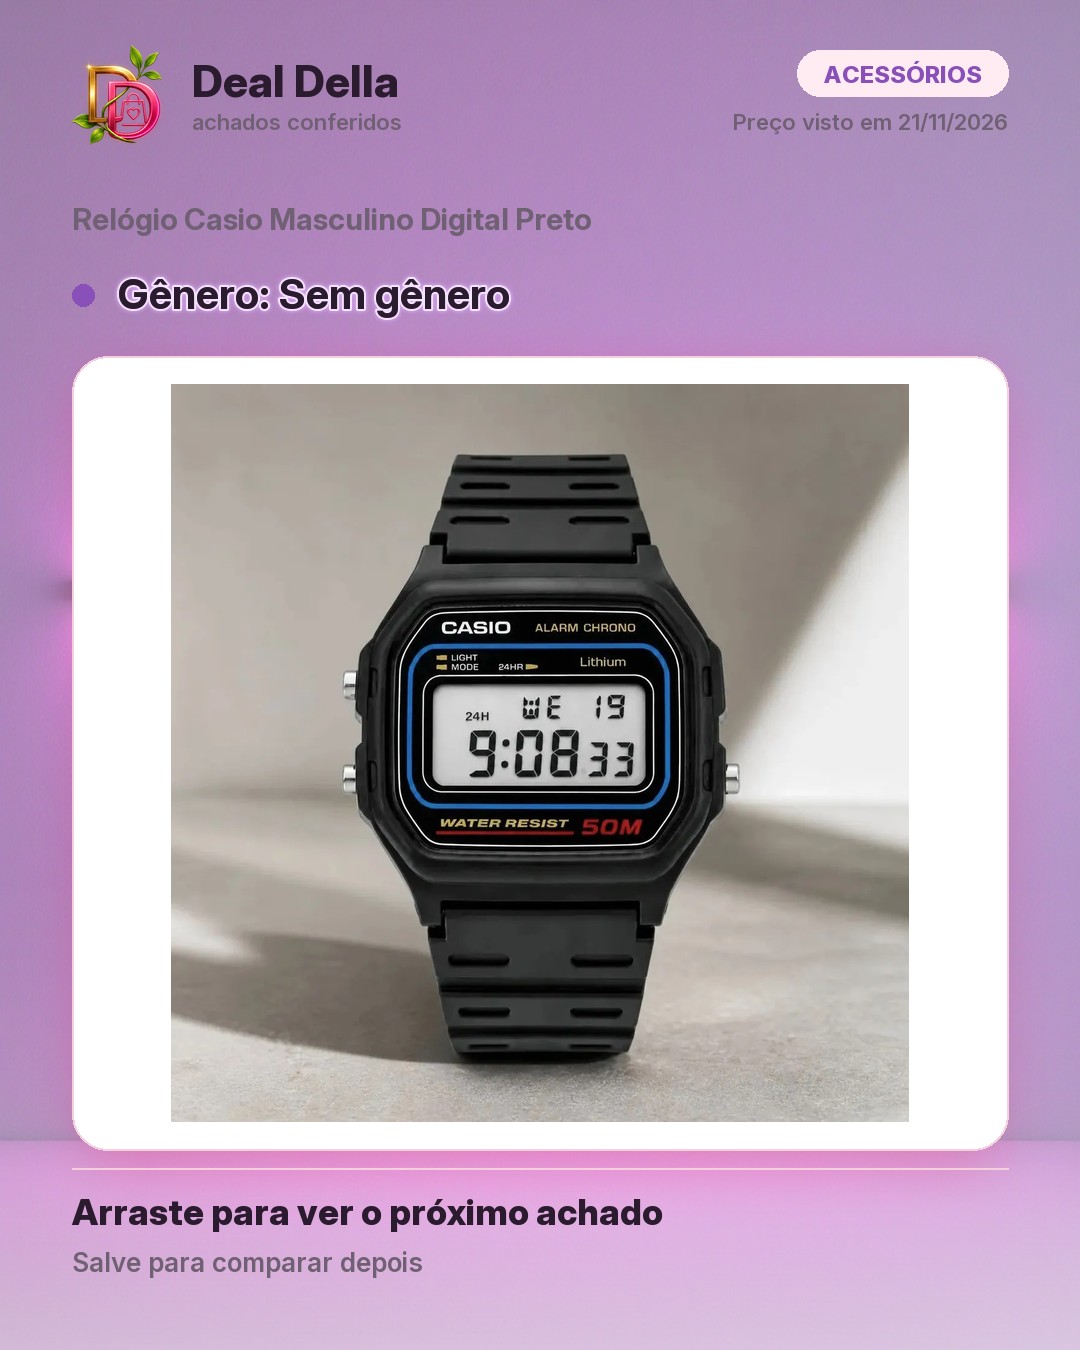 Deal Della
achados conferidos
ACESSÓRIOS
Preço visto em 21/11/2026
Relógio Casio Masculino Digital Preto
Gênero: Sem gênero
CASIO ALARM CHRONO
LIGHT
MODE 24HR Lithium
24H WE 19
9:08 33
WATER RESIST 50M
Arraste para ver o próximo achado
Salve para comparar depois